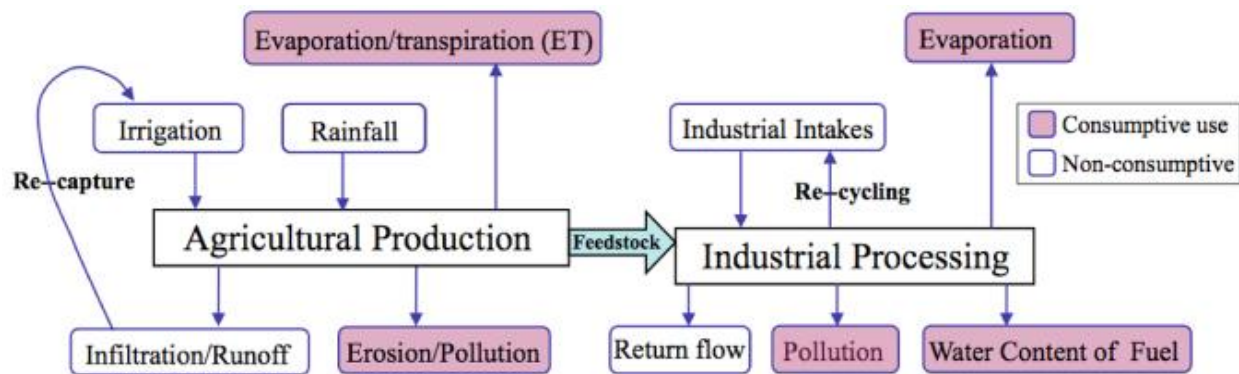 Evaporation/transpiration (ET)
Evaporation
Irrigation
Rainfall
Industrial Intakes
Consumptive use
Non-consumptive
Re-capture
Re-cycling
Agricultural Production
Feedstock
Industrial Processing
Infiltration/Runoff
Erosion/Pollution
Return flow
Pollution
Water Content of Fuel